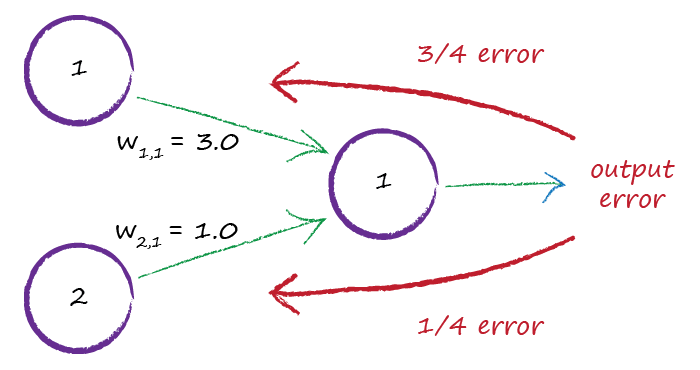 3/4 error
1
w1,1 = 3.0
1
output
error
w2,1 = 1.0
2
1/4 error